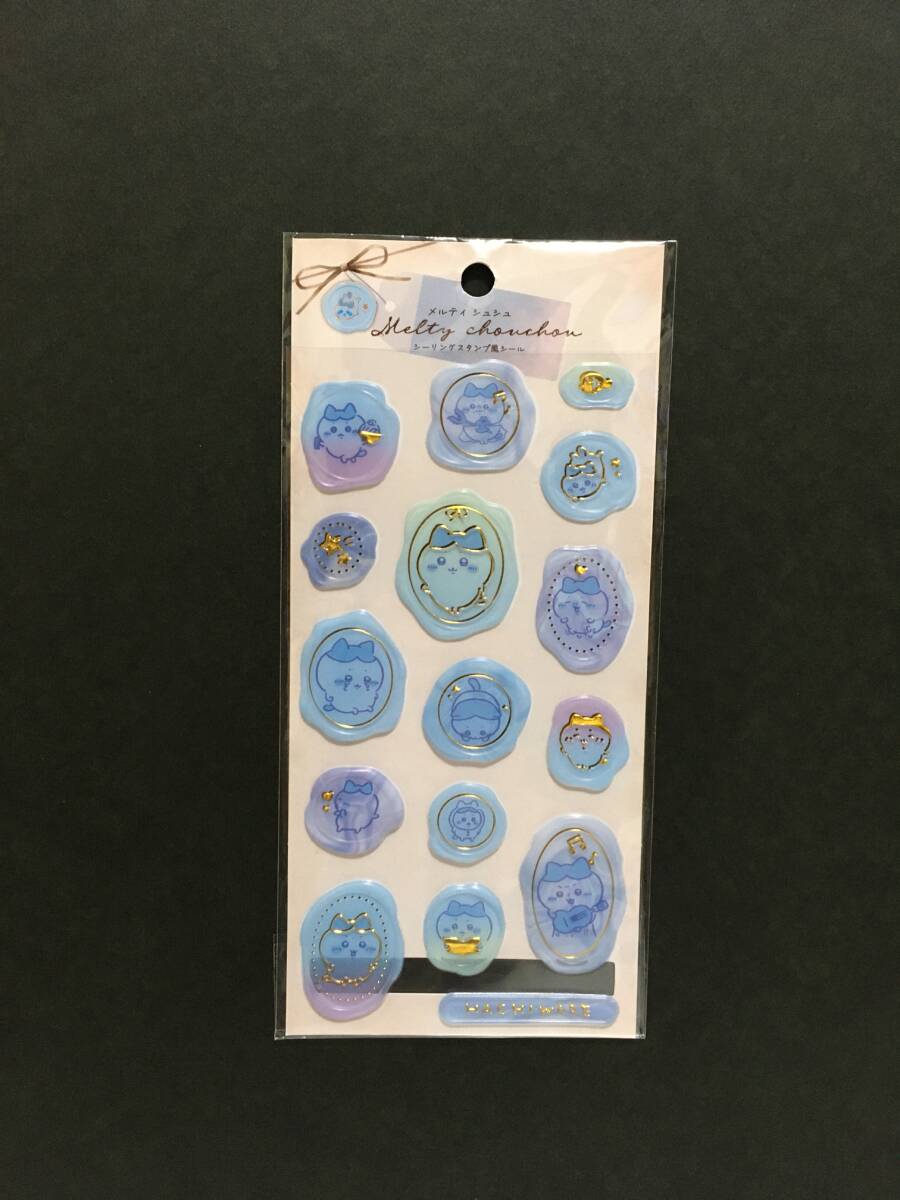 メルティ シュシュ
Melty chouchou
シーリングスタンプ風シール
HACHIWARE